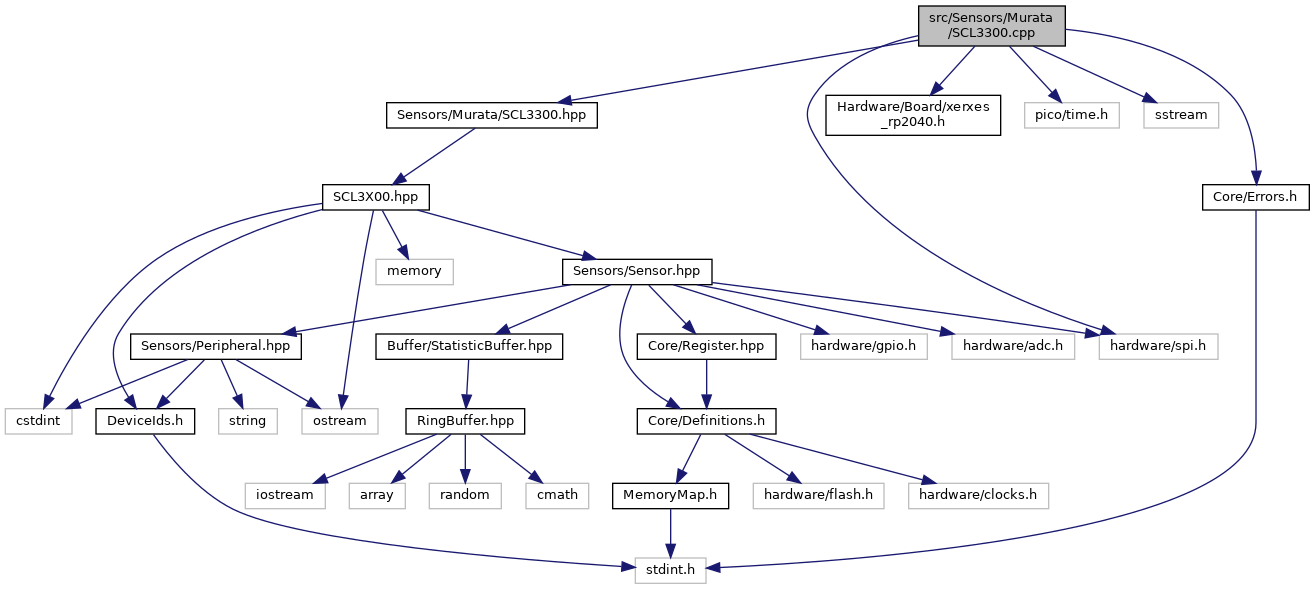 src/Sensors/Murata
/SCL3300.cpp
Sensors/Murata/SCL3300.hpp
Hardware/Board/xerxes
_rp2040.h
pico/time.h
sstream
SCL3X00.hpp
Core/Errors.h
memory
Sensors/Sensor.hpp
Sensors/Peripheral.hpp
Buffer/StatisticBuffer.hpp
Core/Register.hpp
hardware/gpio.h
hardware/adc.h
hardware/spi.h
cstdint
DeviceIds.h
string
ostream
RingBuffer.hpp
Core/Definitions.h
iostream
array
random
cmath
MemoryMap.h
hardware/flash.h
hardware/clocks.h
stdint.h